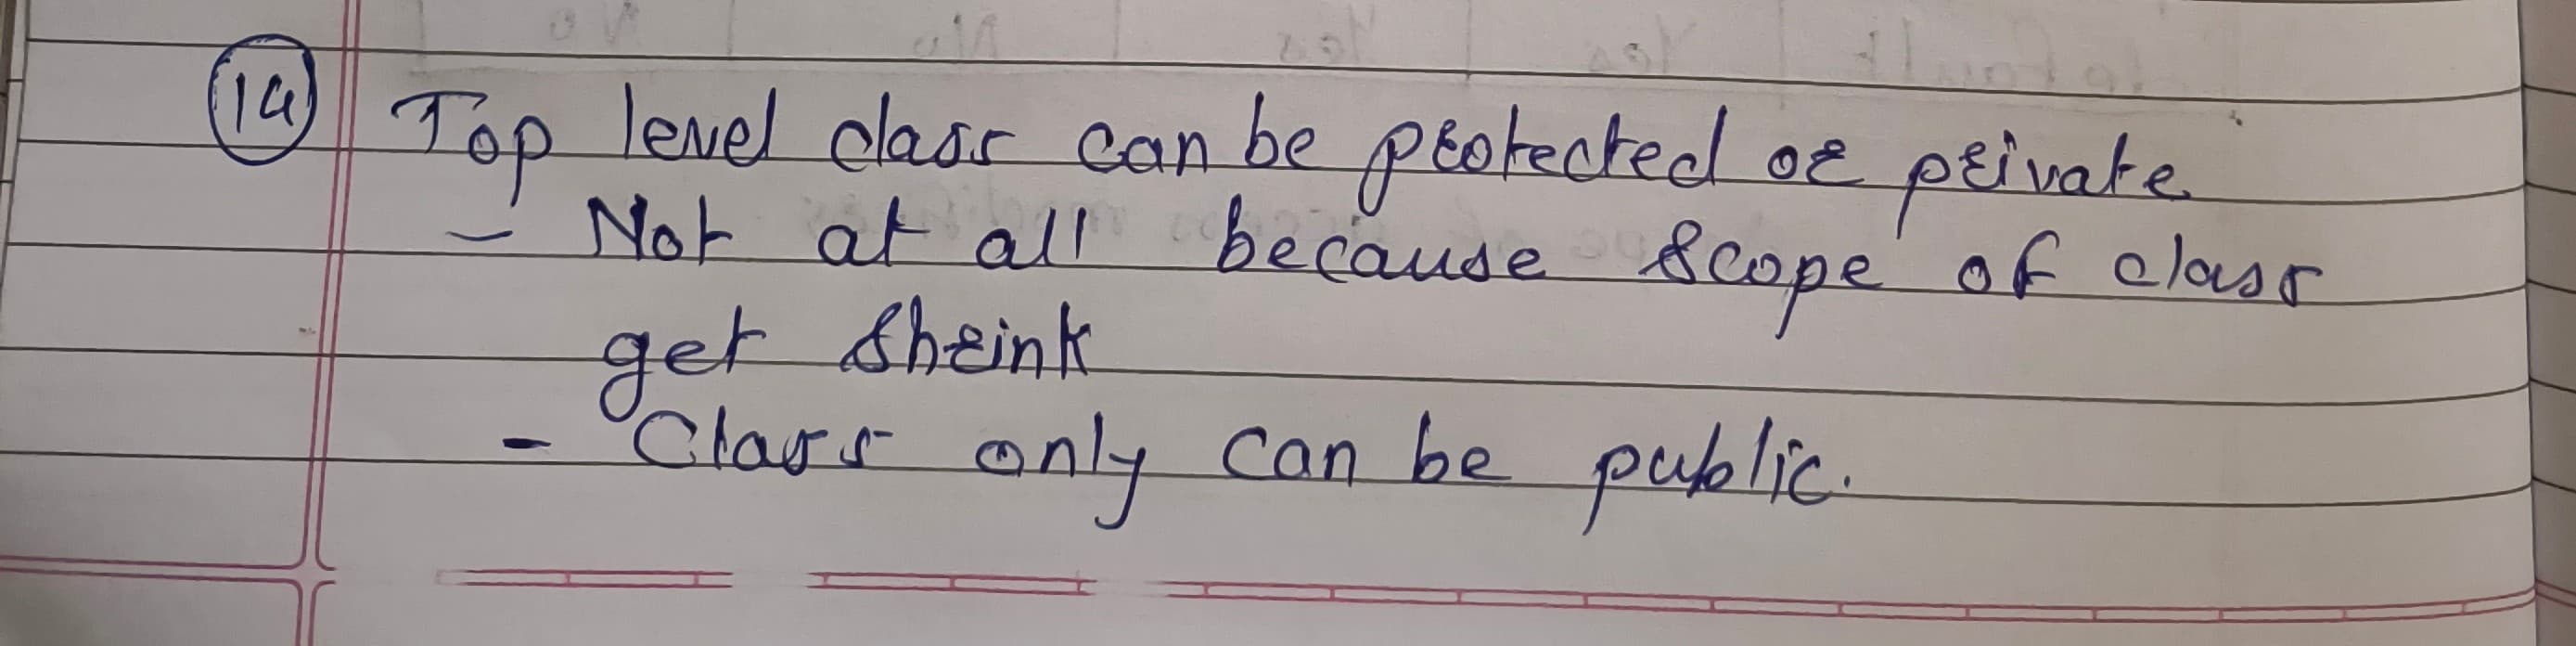 14 Top level class can be protected or private
- Not at all because scope of class
get shrink
- Class only can be public.